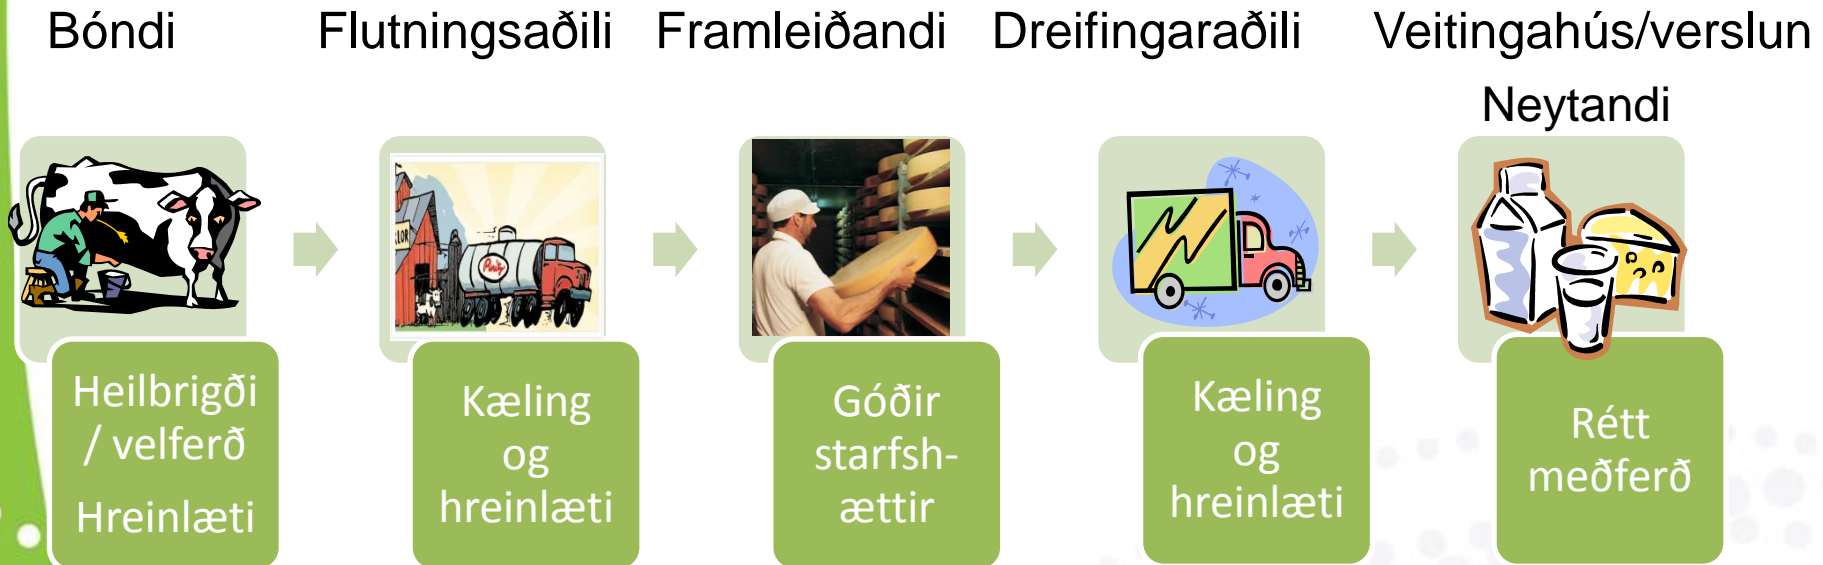 Bóndi
Flutningsaðili
Framleiðandi
Dreifingaraðili
Veitingahús/verslun
Neytandi
Heilbrigði
/ velferð
Hreinlæti
Kæling
og
hreinlæti
Góðir
starfsh-
ættir
Kæling
og
hreinlæti
Rétt
meðferð